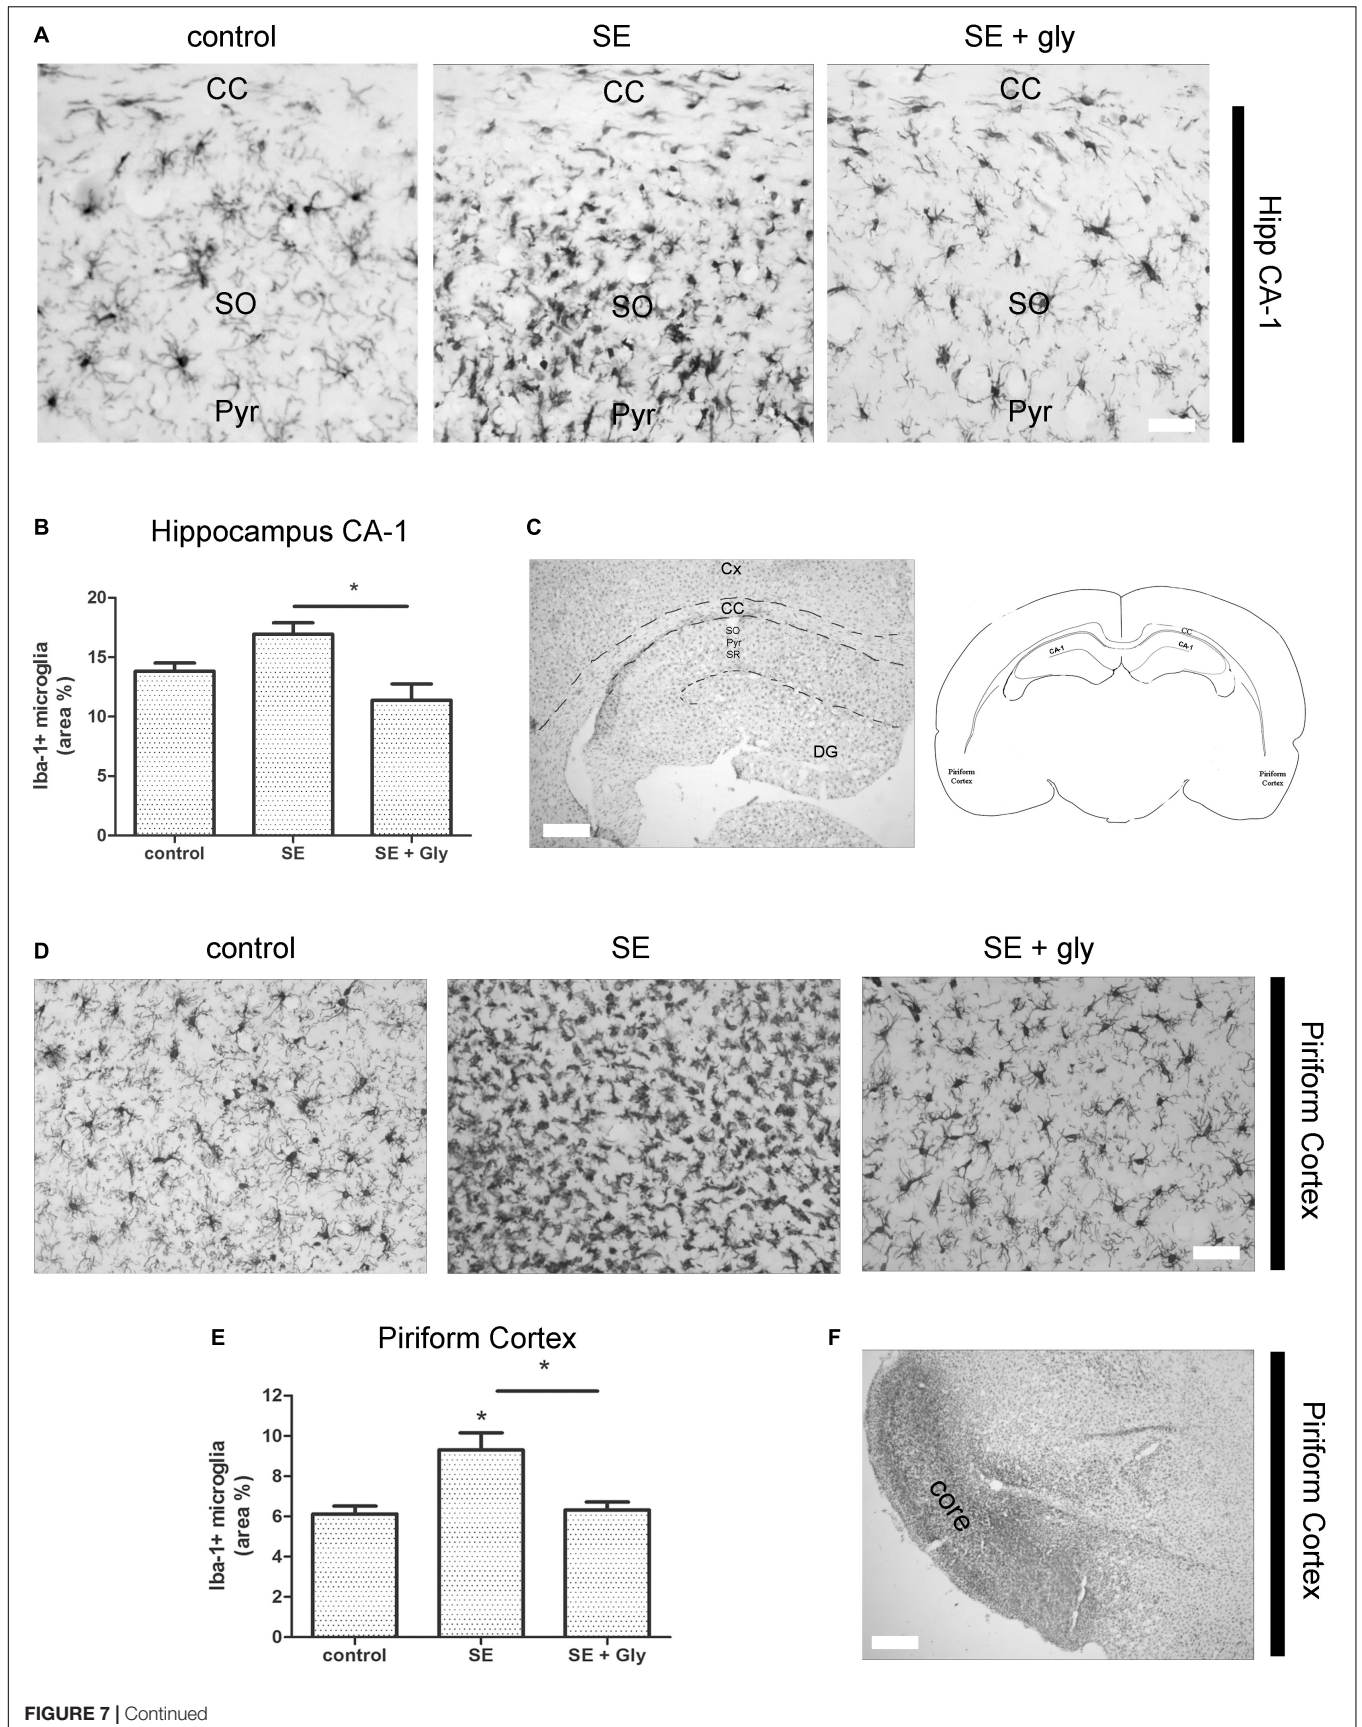 A
control SE SE + gly
CC CC CC
SO SO SO
Pyr Pyr Pyr
Hipp CA-1
B
Hippocampus CA-1
*
20
15
10
5
0
Iba-1+ microglia
(area %)
control SE SE + Gly
C
Cx
CC
SO
Pyr
SR
DG
CC
CA-1 CA-1
Piriform
Cortex
Piriform
Cortex
D
control SE SE + gly
Piriform Cortex
E
Piriform Cortex
*
*
12
10
8
6
4
2
0
Iba-1+ microglia
(area %)
control SE SE + Gly
F
core
Piriform Cortex
FIGURE 7 | Continued